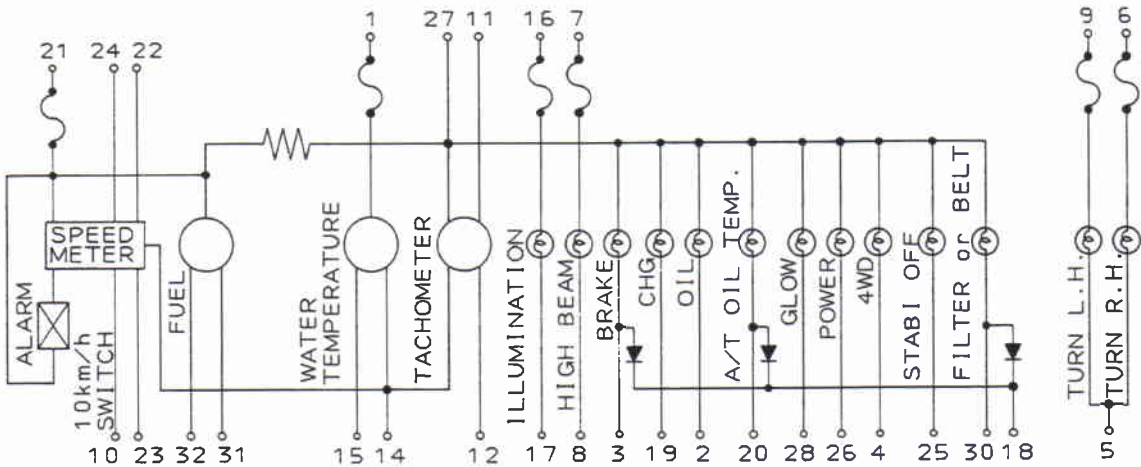 1 27 11 16 7 9 6
21 24 22
SPEED
METER
ALARM
10km/h
SWITCH
FUEL
WATER
TEMPERATURE
TACHOMETER
ILLUMINATION
HIGH BEAM
BRAKE
CHG
OIL
A/T OIL TEMP.
GLOW
POWER
4WD
STABI OFF
FILTER or BELT
TURN L.H.
TURN R.H.
10 23 32 31 15 14 12 17 8 3 19 2 20 28 26 4 25 30 18 5